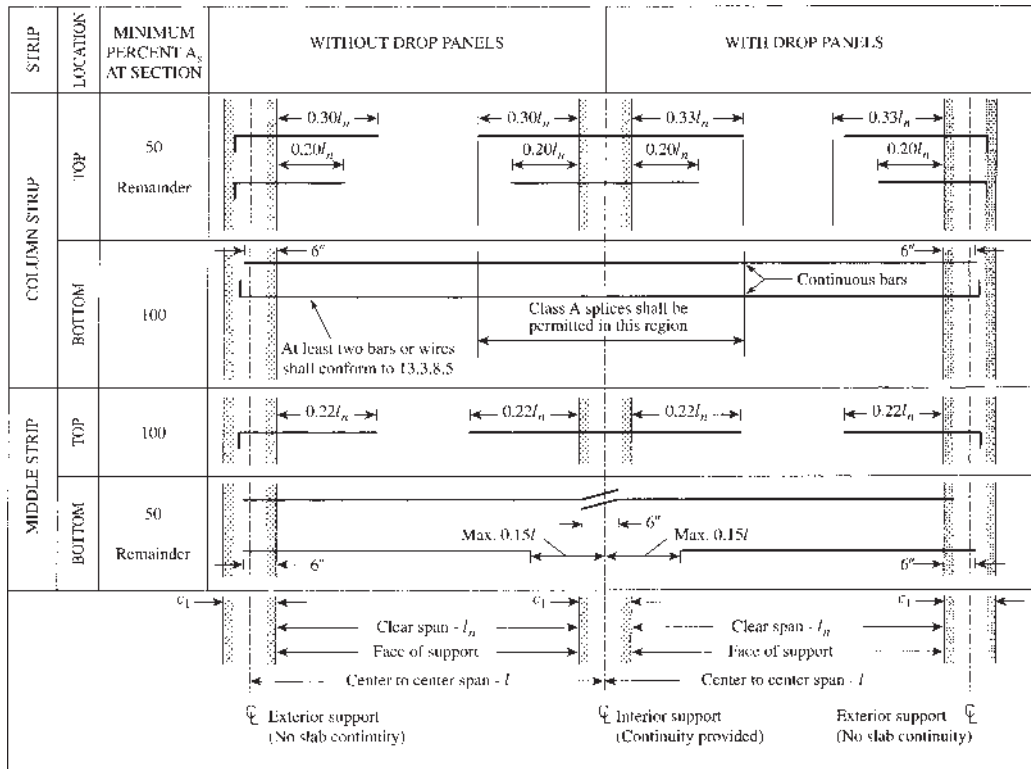 STRIP
LOCATION
MINIMUM
PERCENT As
AT SECTION
WITHOUT DROP PANELS
WITH DROP PANELS
COLUMN STRIP
TOP
50
Remainder
0.30ln
0.30ln
0.33ln
0.33ln
0.20ln
0.20ln
0.20ln
0.20ln
BOTTOM
100
6"
6"
Continuous bars
Class A splices shall be
permitted in this region
At least two bars or wires
shall conform to 13.3.8.5
MIDDLE STRIP
TOP
100
0.22ln
0.22ln
0.22ln
0.22ln
BOTTOM
50
Remainder
6"
Max. 0.15l
Max. 0.15l
6"
6"
c1
c1
c1
Clear span - ln
Clear span - ln
Face of support
Face of support
Center to center span - l
Center to center span - l
℄ Exterior support
(No slab continuity)
℄ Interior support
(Continuity provided)
Exterior support ℄
(No slab continuity)